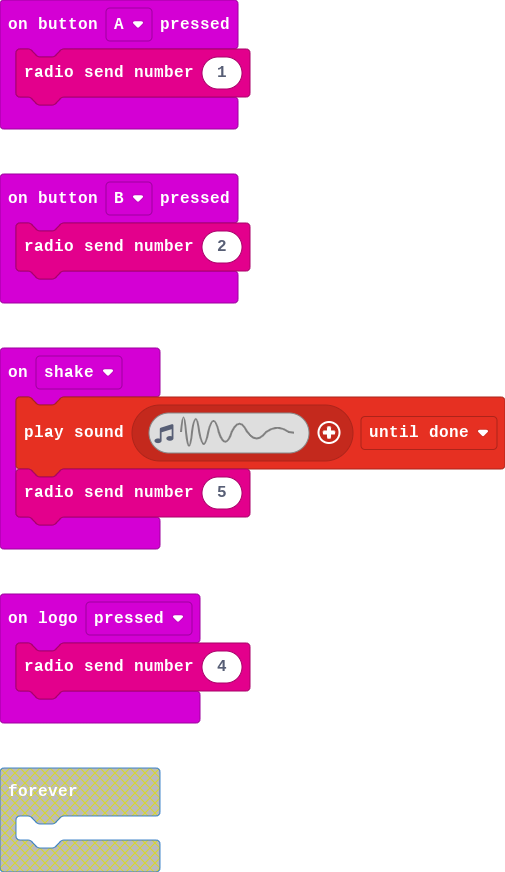 on button A pressed
radio send number 1
on button B pressed
radio send number 2
on shake
play sound until done
radio send number 5
on logo pressed
radio send number 4
forever